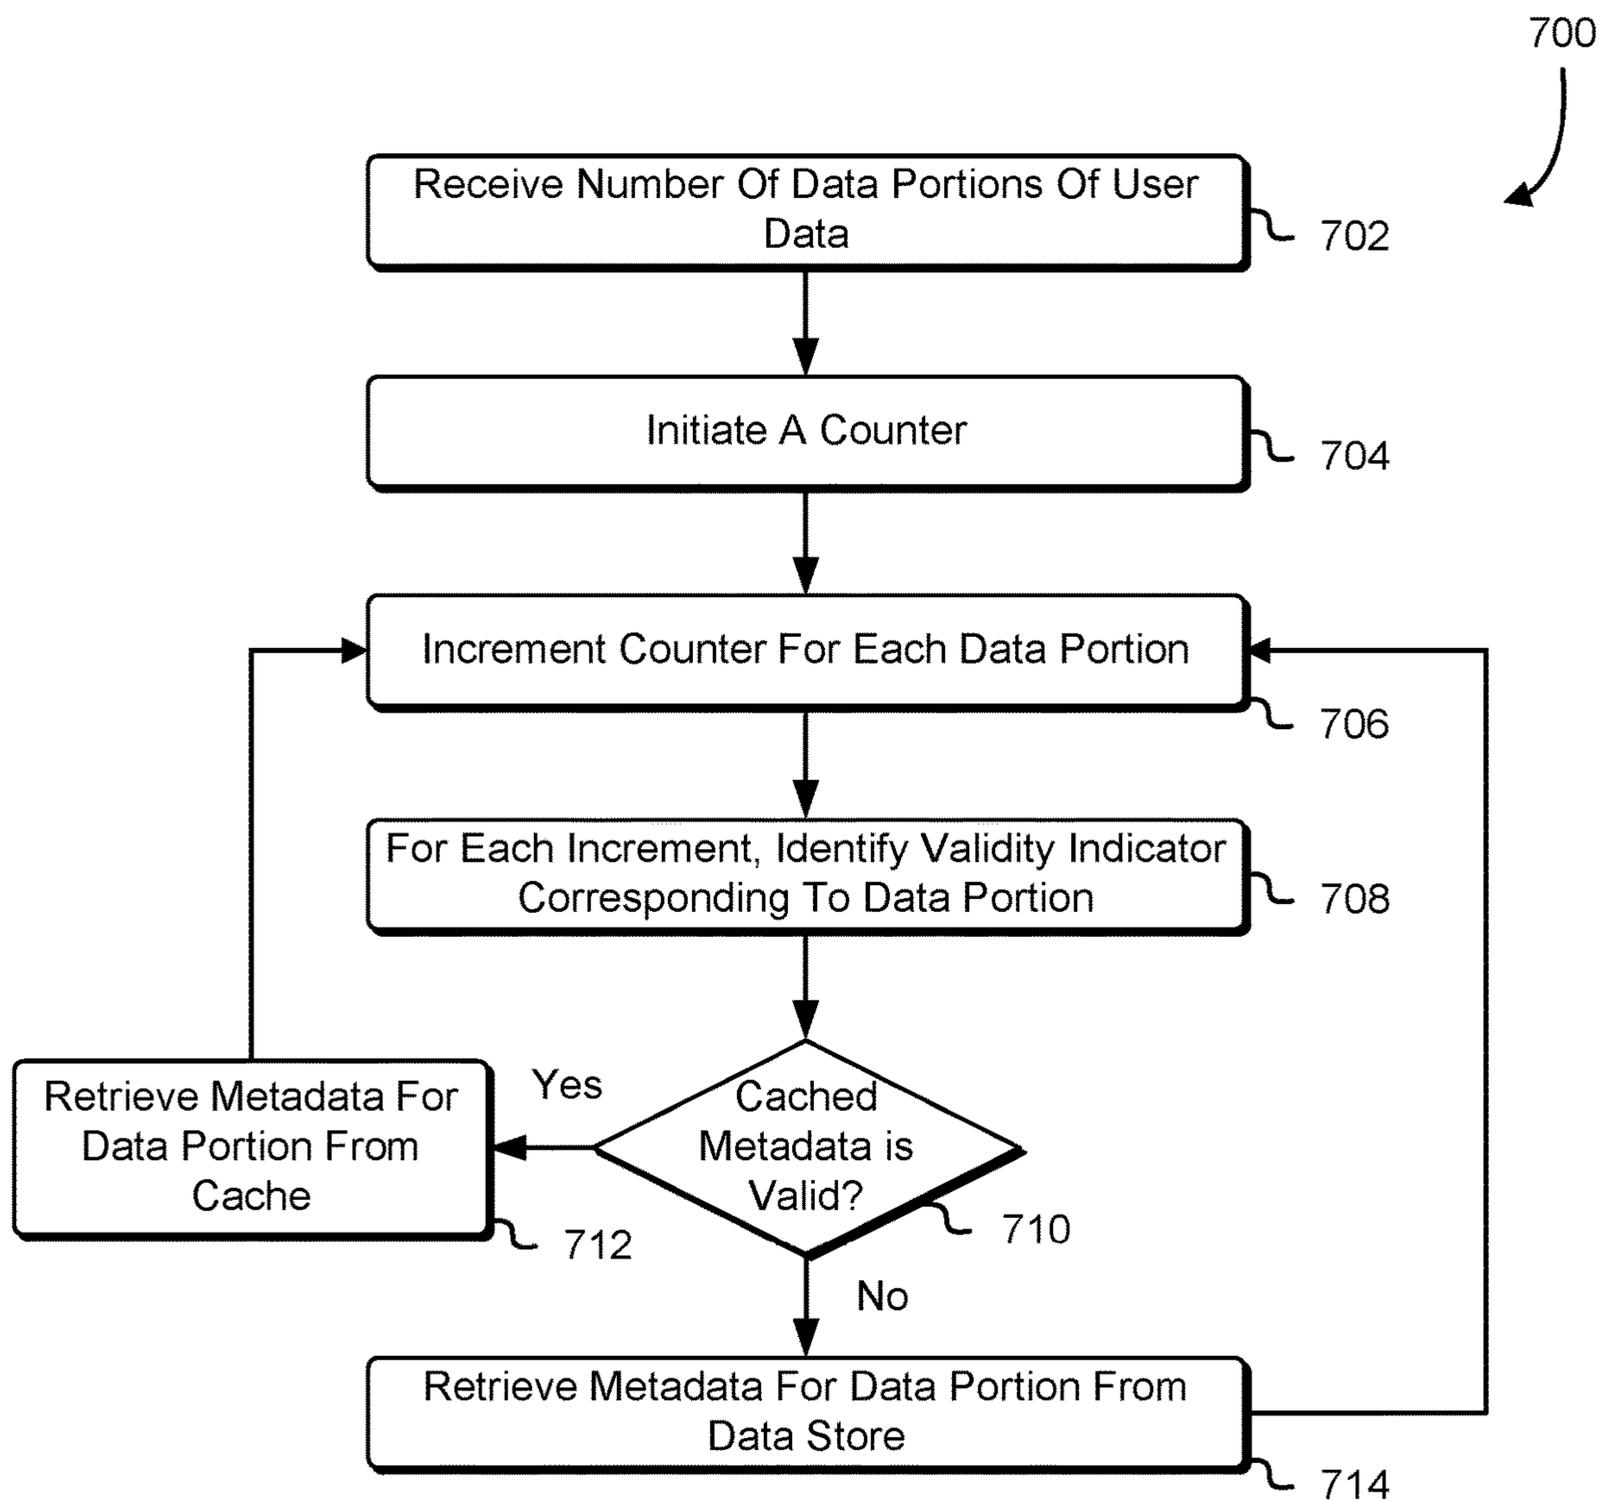 700
Receive Number Of Data Portions Of User
Data
702
Initiate A Counter
704
Increment Counter For Each Data Portion
706
For Each Increment, Identify Validity Indicator
Corresponding To Data Portion
708
Cached
Metadata is
Valid?
710
Yes
Retrieve Metadata For
Data Portion From
Cache
712
No
Retrieve Metadata For Data Portion From
Data Store
714